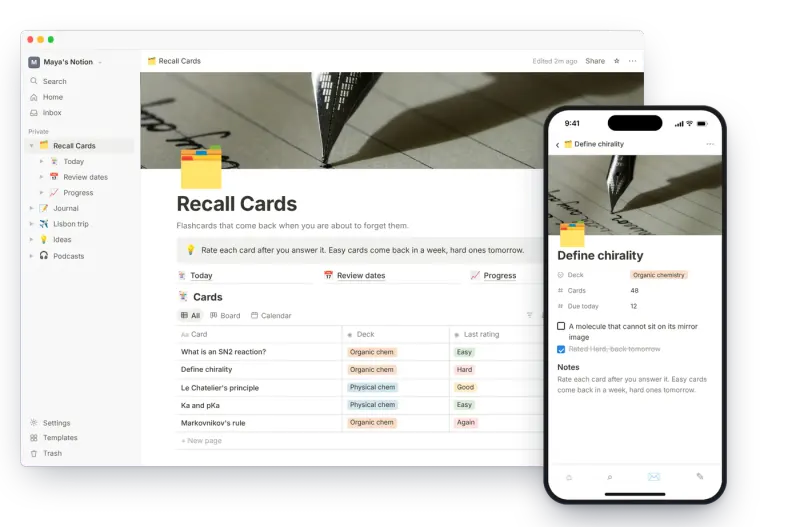 M Maya's Notion
Search
Home
Inbox
Private
Recall Cards
Today
Review dates
Progress
Journal
Lisbon trip
Ideas
Podcasts
Settings
Templates
Trash
Recall Cards
Edited 2m ago Share
Recall Cards
Flashcards that come back when you are about to forget them.
Rate each card after you answer it. Easy cards come back in a week, hard ones tomorrow.
Today Review dates Progress
Cards
All Board Calendar
Aa Card Deck Last rating
What is an SN2 reaction? Organic chem Easy
Define chirality Organic chem Hard
Le Chatelier's principle Physical chem Good
Ka and pKa Physical chem Easy
Markovnikov's rule Organic chem Again
+ New page
9:41
Define chirality
Define chirality
Deck Organic chemistry
# Cards 48
# Due today 12
A molecule that cannot sit on its mirror
image
Rated Hard, back tomorrow
Notes
Rate each card after you answer it. Easy cards
come back in a week, hard ones tomorrow.